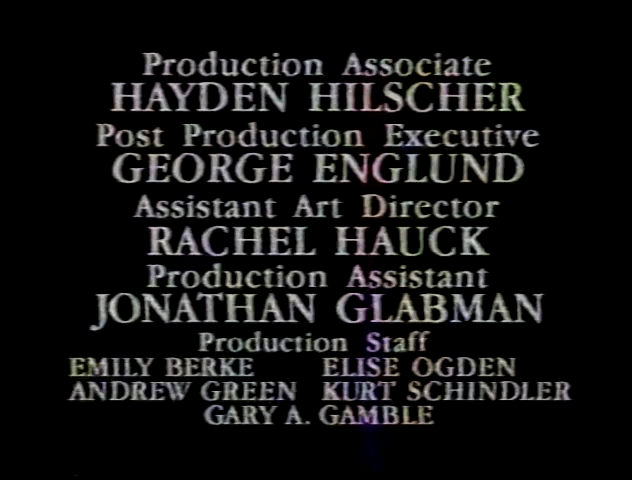 Production Associate
HAYDEN HILSCHER
Post Production Executive
GEORGE ENGLUND
Assistant Art Director
RACHEL HAUCK
Production Assistant
JONATHAN GLABMAN
Production Staff
EMILY BERKE ELISE OGDEN
ANDREW GREEN KURT SCHINDLER
GARY A. GAMBLE